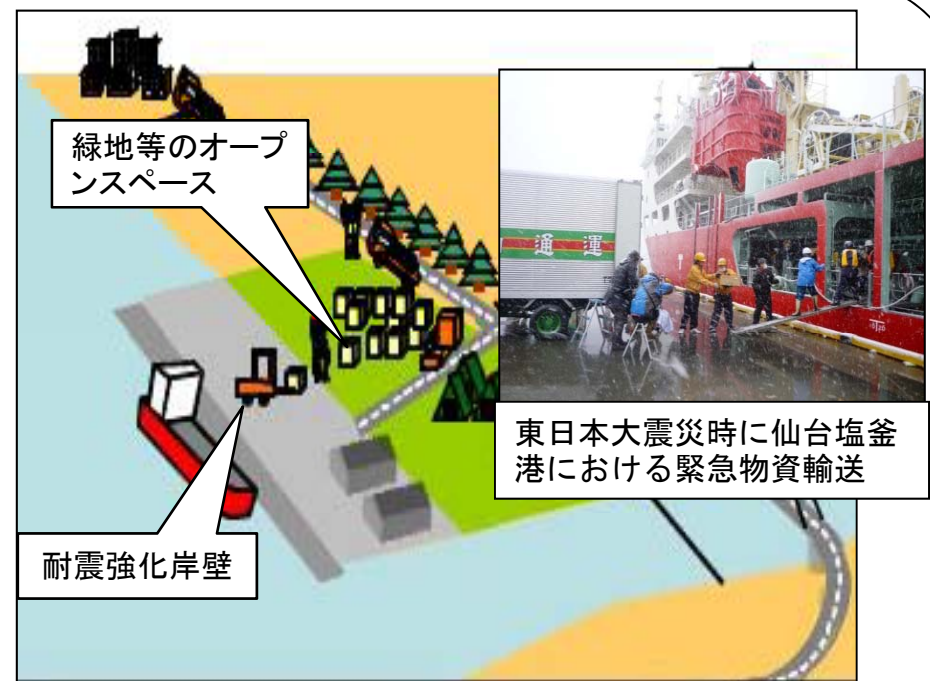 緑地等のオープ
ンスペース
通運
東日本大震災時に仙台塩釜
港における緊急物資輸送
耐震強化岸壁